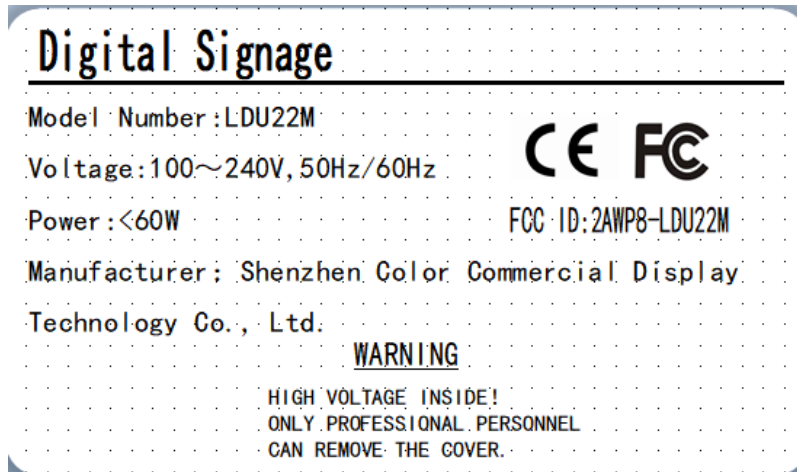 Digital Signage
Model Number:LDU22M
Voltage:100～240V,50Hz/60Hz
CE FC
Power:<60W
FCC ID:2AWP8-LDU22M
Manufacturer: Shenzhen Color Commercial Display
Technology Co., Ltd.
WARNING
HIGH VOLTAGE INSIDE!
ONLY PROFESSIONAL PERSONNEL
CAN REMOVE THE COVER.